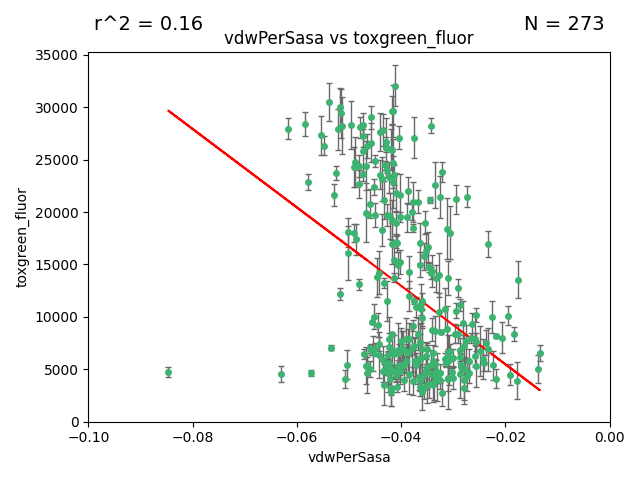 r^2 = 0.16
N = 273
vdwPerSasa vs toxgreen_fluor
35000
30000
25000
20000
15000
10000
5000
0
toxgreen_fluor
−0.10
−0.08
−0.06
−0.04
−0.02
0.00
vdwPerSasa